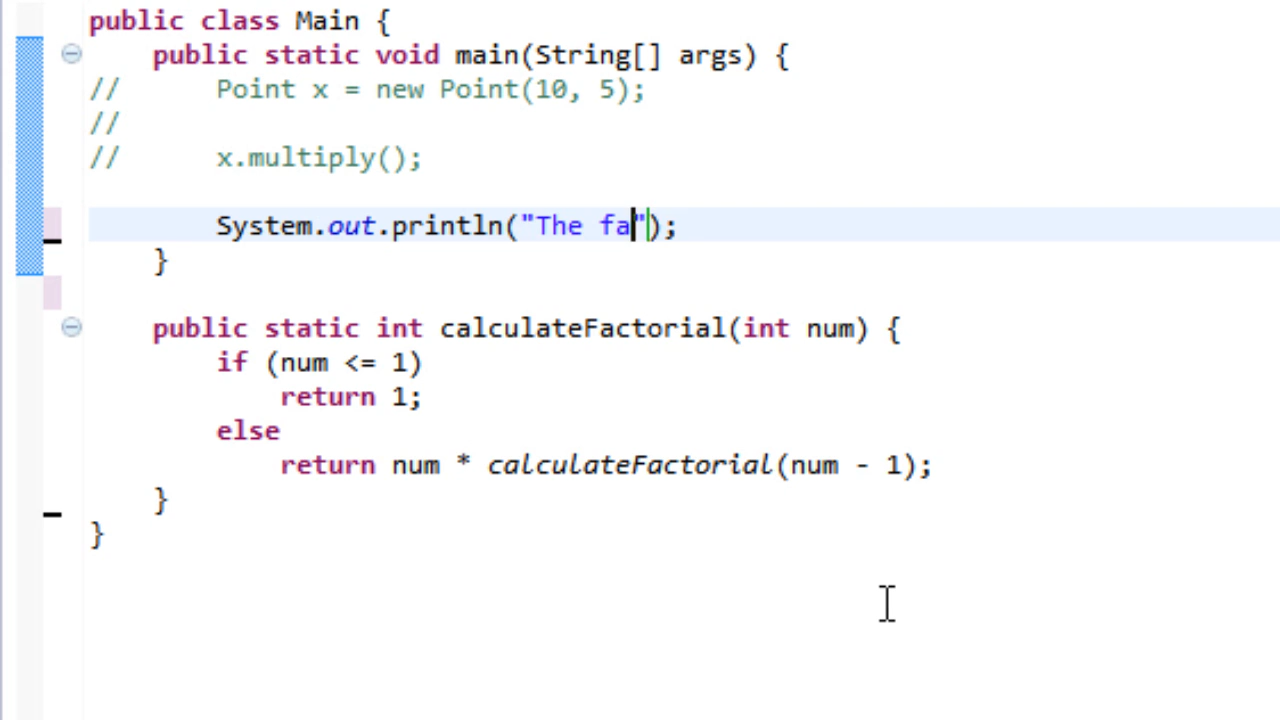 public class Main {
    public static void main(String[] args) {
//      Point x = new Point(10, 5);
//
//      x.multiply();

        System.out.println("The fa");
    }

    public static int calculateFactorial(int num) {
        if (num <= 1)
            return 1;
        else
            return num * calculateFactorial(num - 1);
    }
}